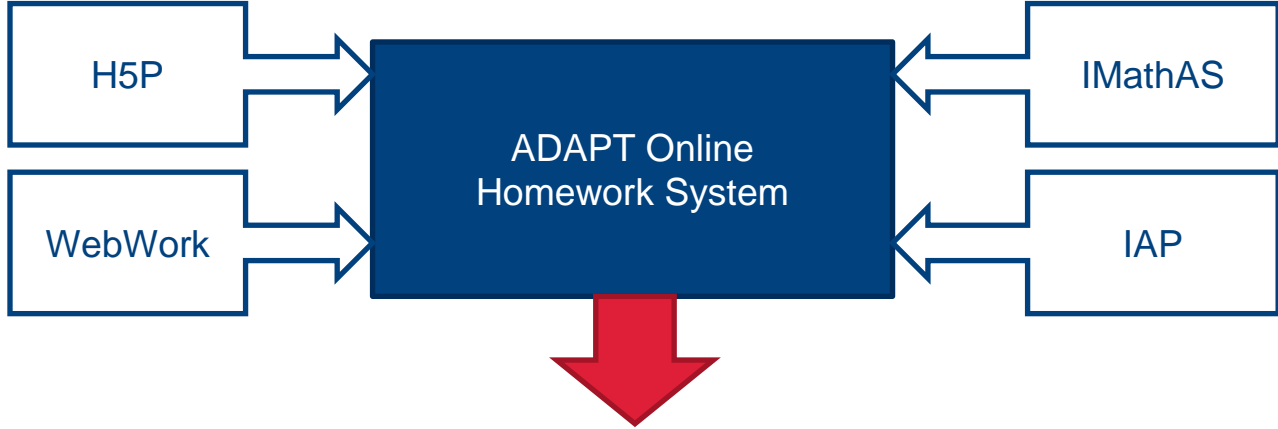 H5P
IMathAS
ADAPT Online
Homework System
WebWork
IAP